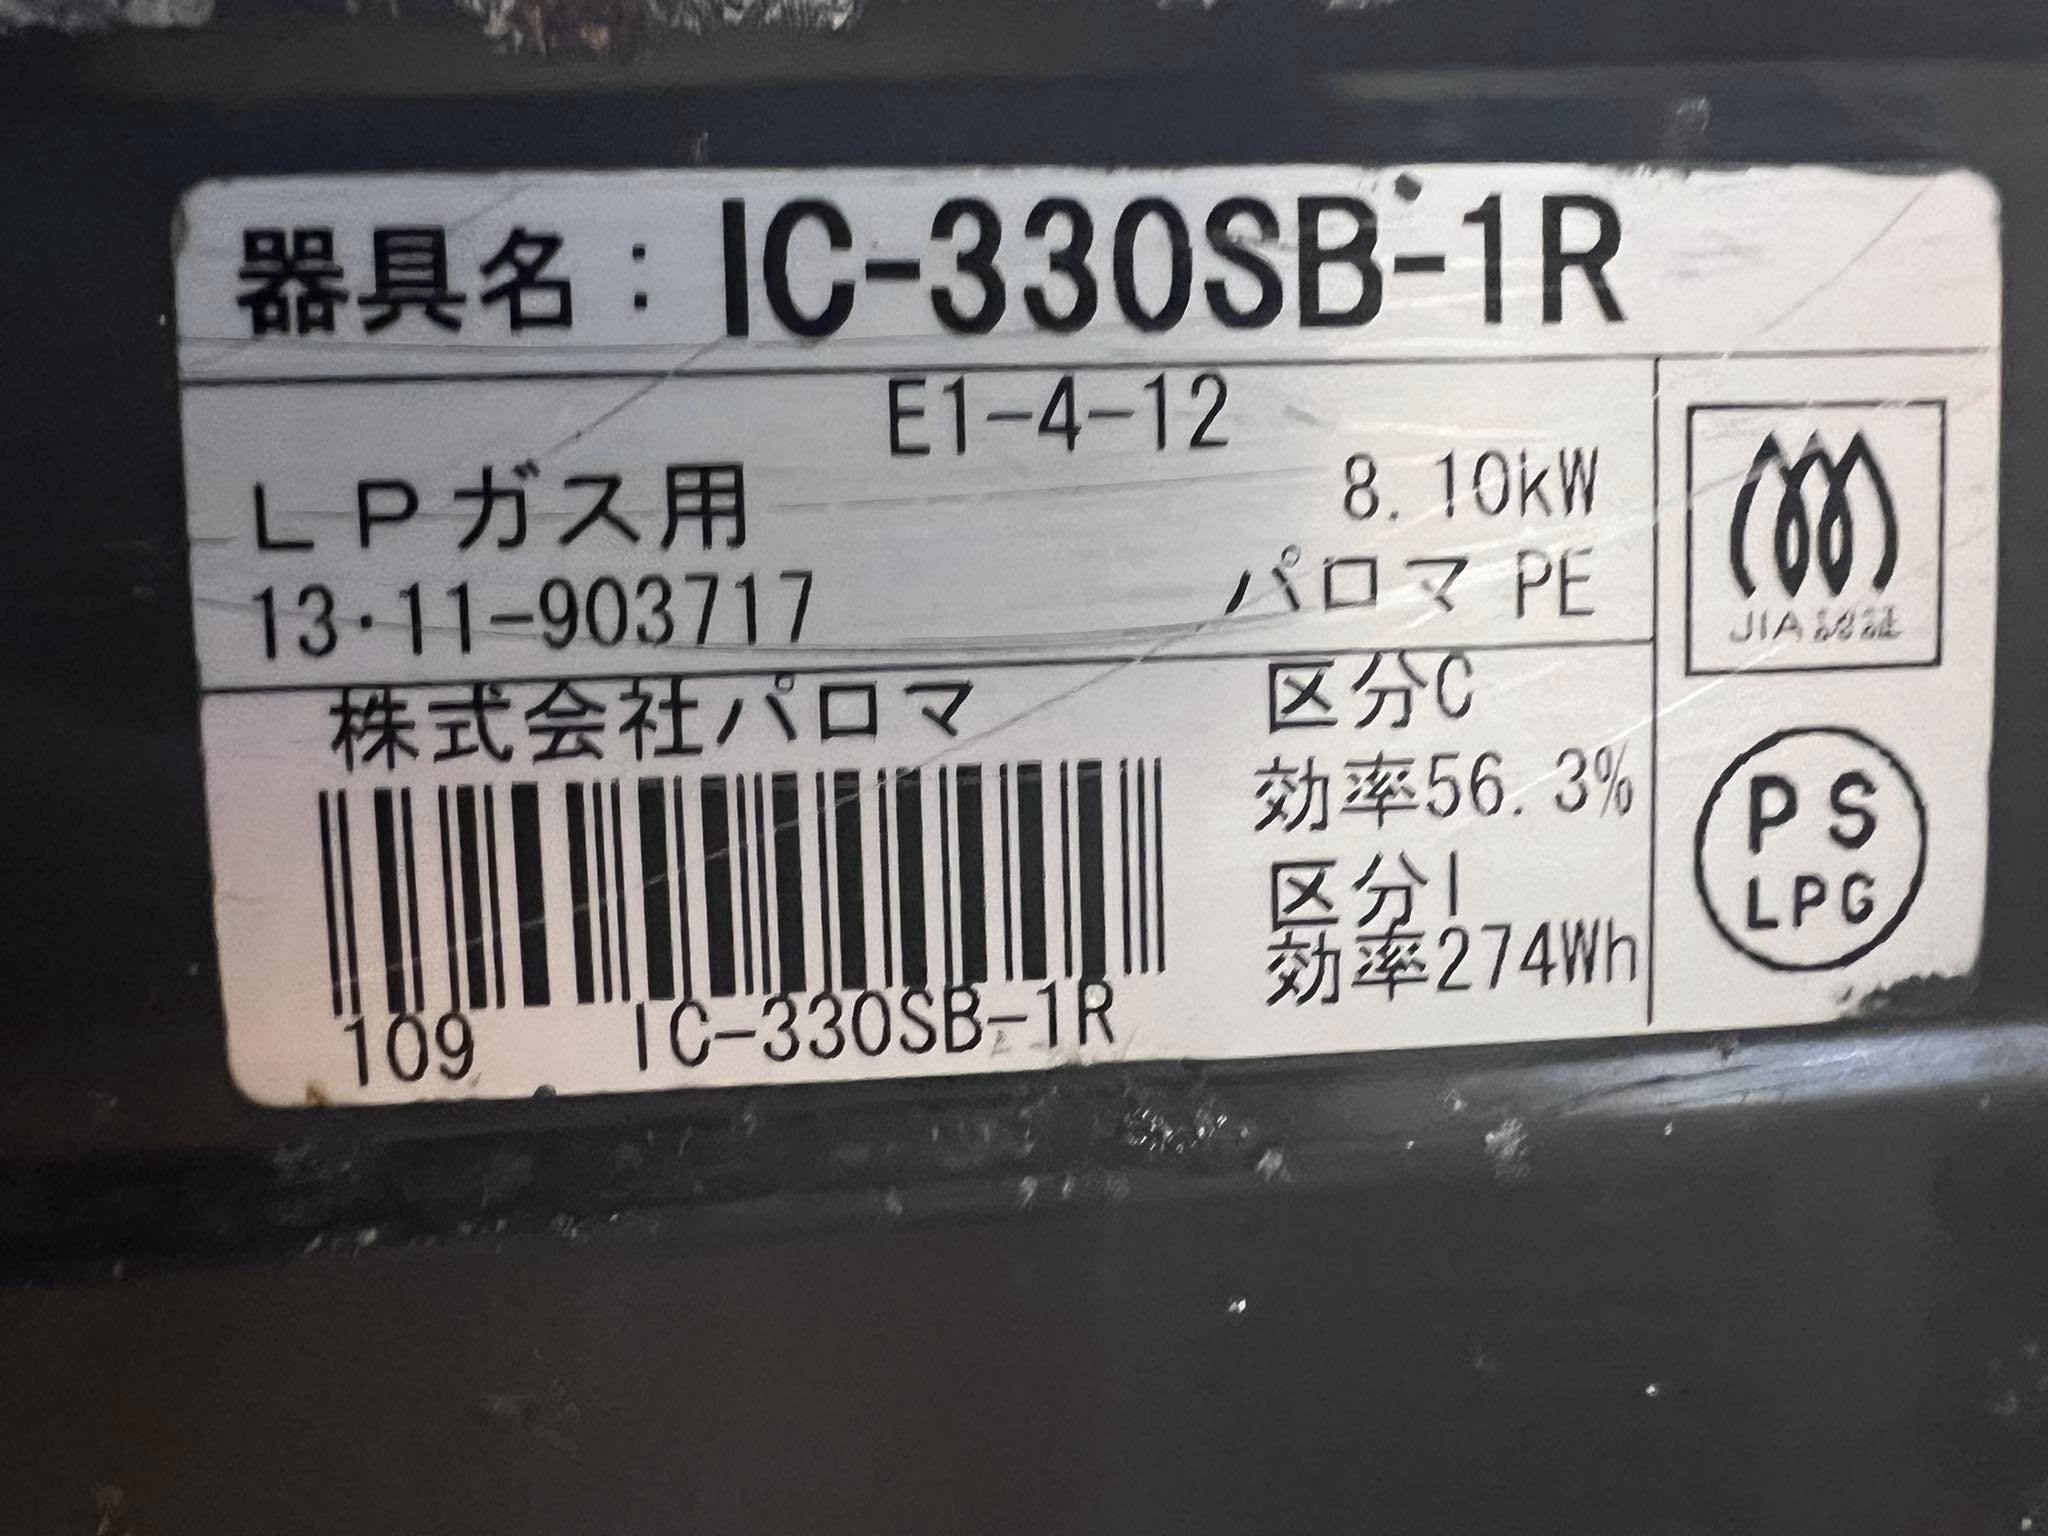 器具名：IC-330SB-1R
E1-4-12
LPガス用 8.10kW
13・11-903717 パロマ PE
JIA認証
株式会社パロマ
区分C
効率56.3%
区分I
効率274Wh
PS
LPG
109 IC-330SB-1R